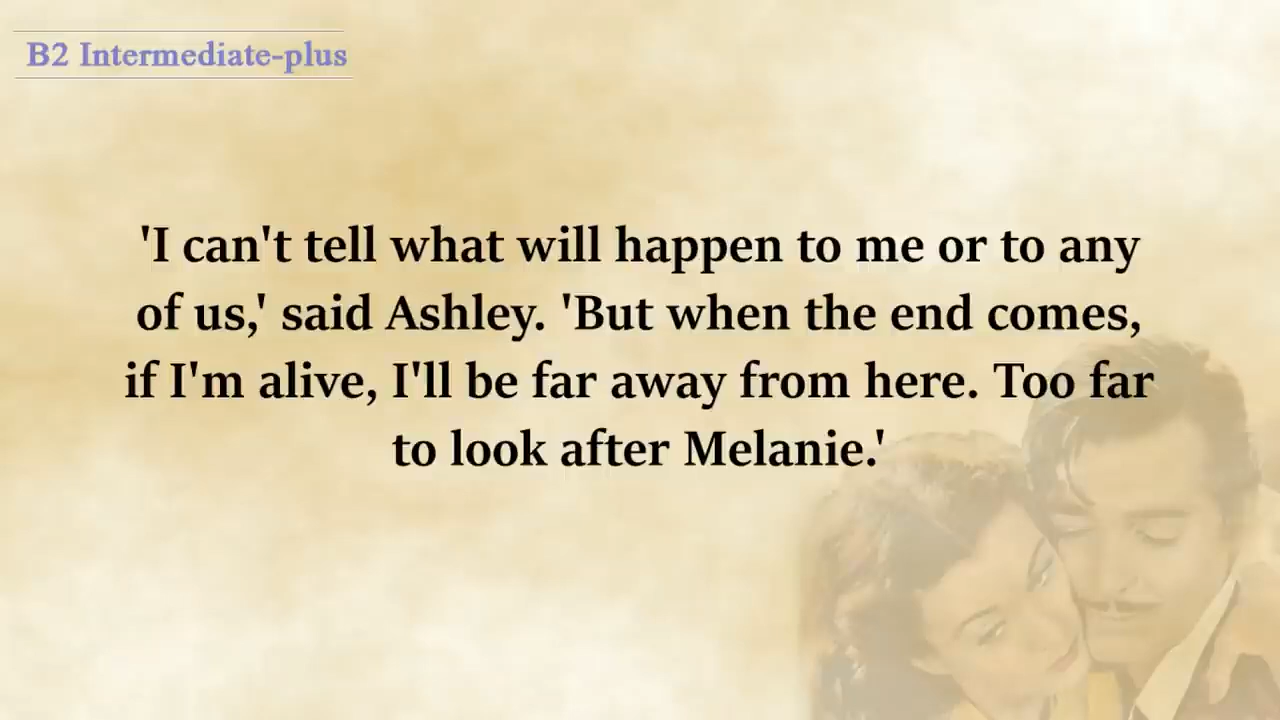 B2 Intermediate-plus
'I can't tell what will happen to me or to any
of us,' said Ashley. 'But when the end comes,
if I'm alive, I'll be far away from here. Too far
to look after Melanie.'